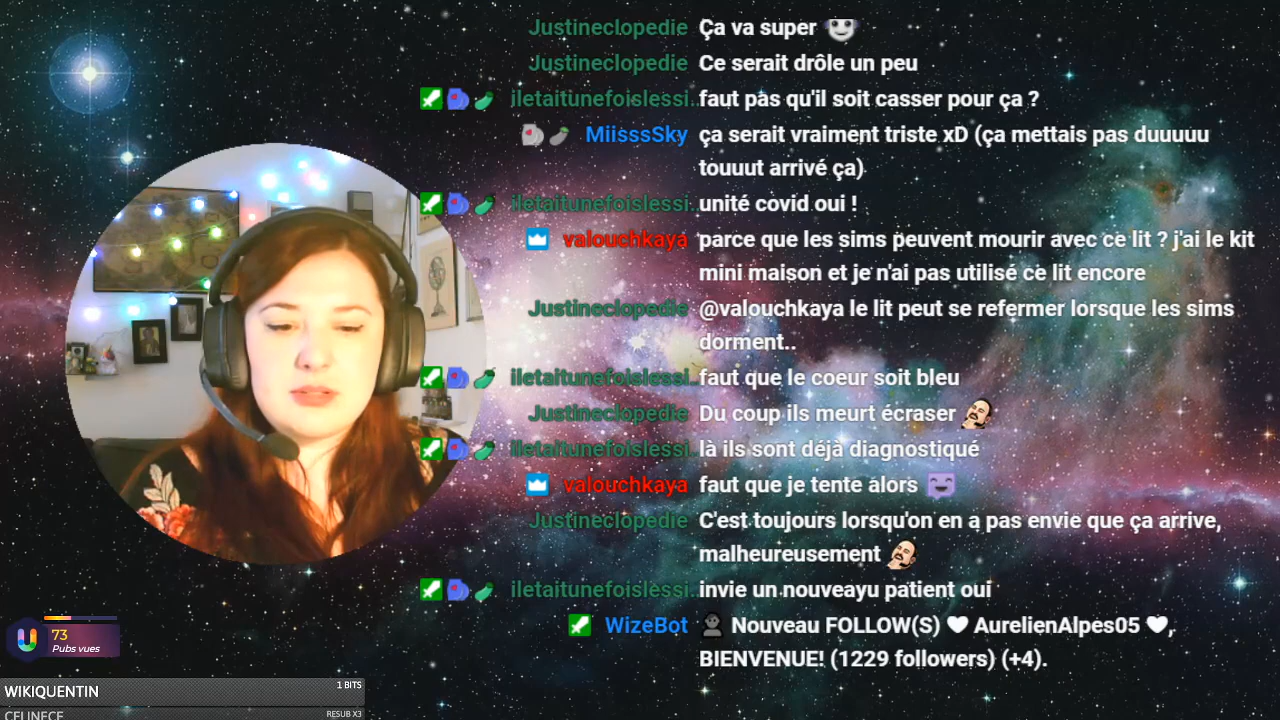 Justineclopedie Ça va super
Justineclopedie Ce serait drôle un peu
iletaitunefoislessi.. faut pas qu'il soit casser pour ça ?
MiisssSky ça serait vraiment triste xD (ça mettais pas duuuuu
touuut arrivé ça)
iletaitunefoislessi.. unité covid oui !
valouchkaya parce que les sims peuvent mourir avec ce lit ? j'ai le kit
mini maison et je n'ai pas utilisé ce lit encore
Justineclopedie @valouchkaya le lit peut se refermer lorsque les sims
dorment..
iletaitunefoislessi.. faut que le coeur soit bleu
Justineclopedie Du coup ils meurt écraser
iletaitunefoislessi.. là ils sont déjà diagnostiqué
valouchkaya faut que je tente alors
Justineclopedie C'est toujours lorsqu'on en a pas envie que ça arrive,
malheureusement
iletaitunefoislessi.. invie un nouveayu patient oui
WizeBot Nouveau FOLLOW(S) ♥ AurelienAlpes05 ♥,
BIENVENUE! (1229 followers) (+4).
73
Pubs vues
WIKIQUENTIN 1 BITS
CELINECE RESUB X3